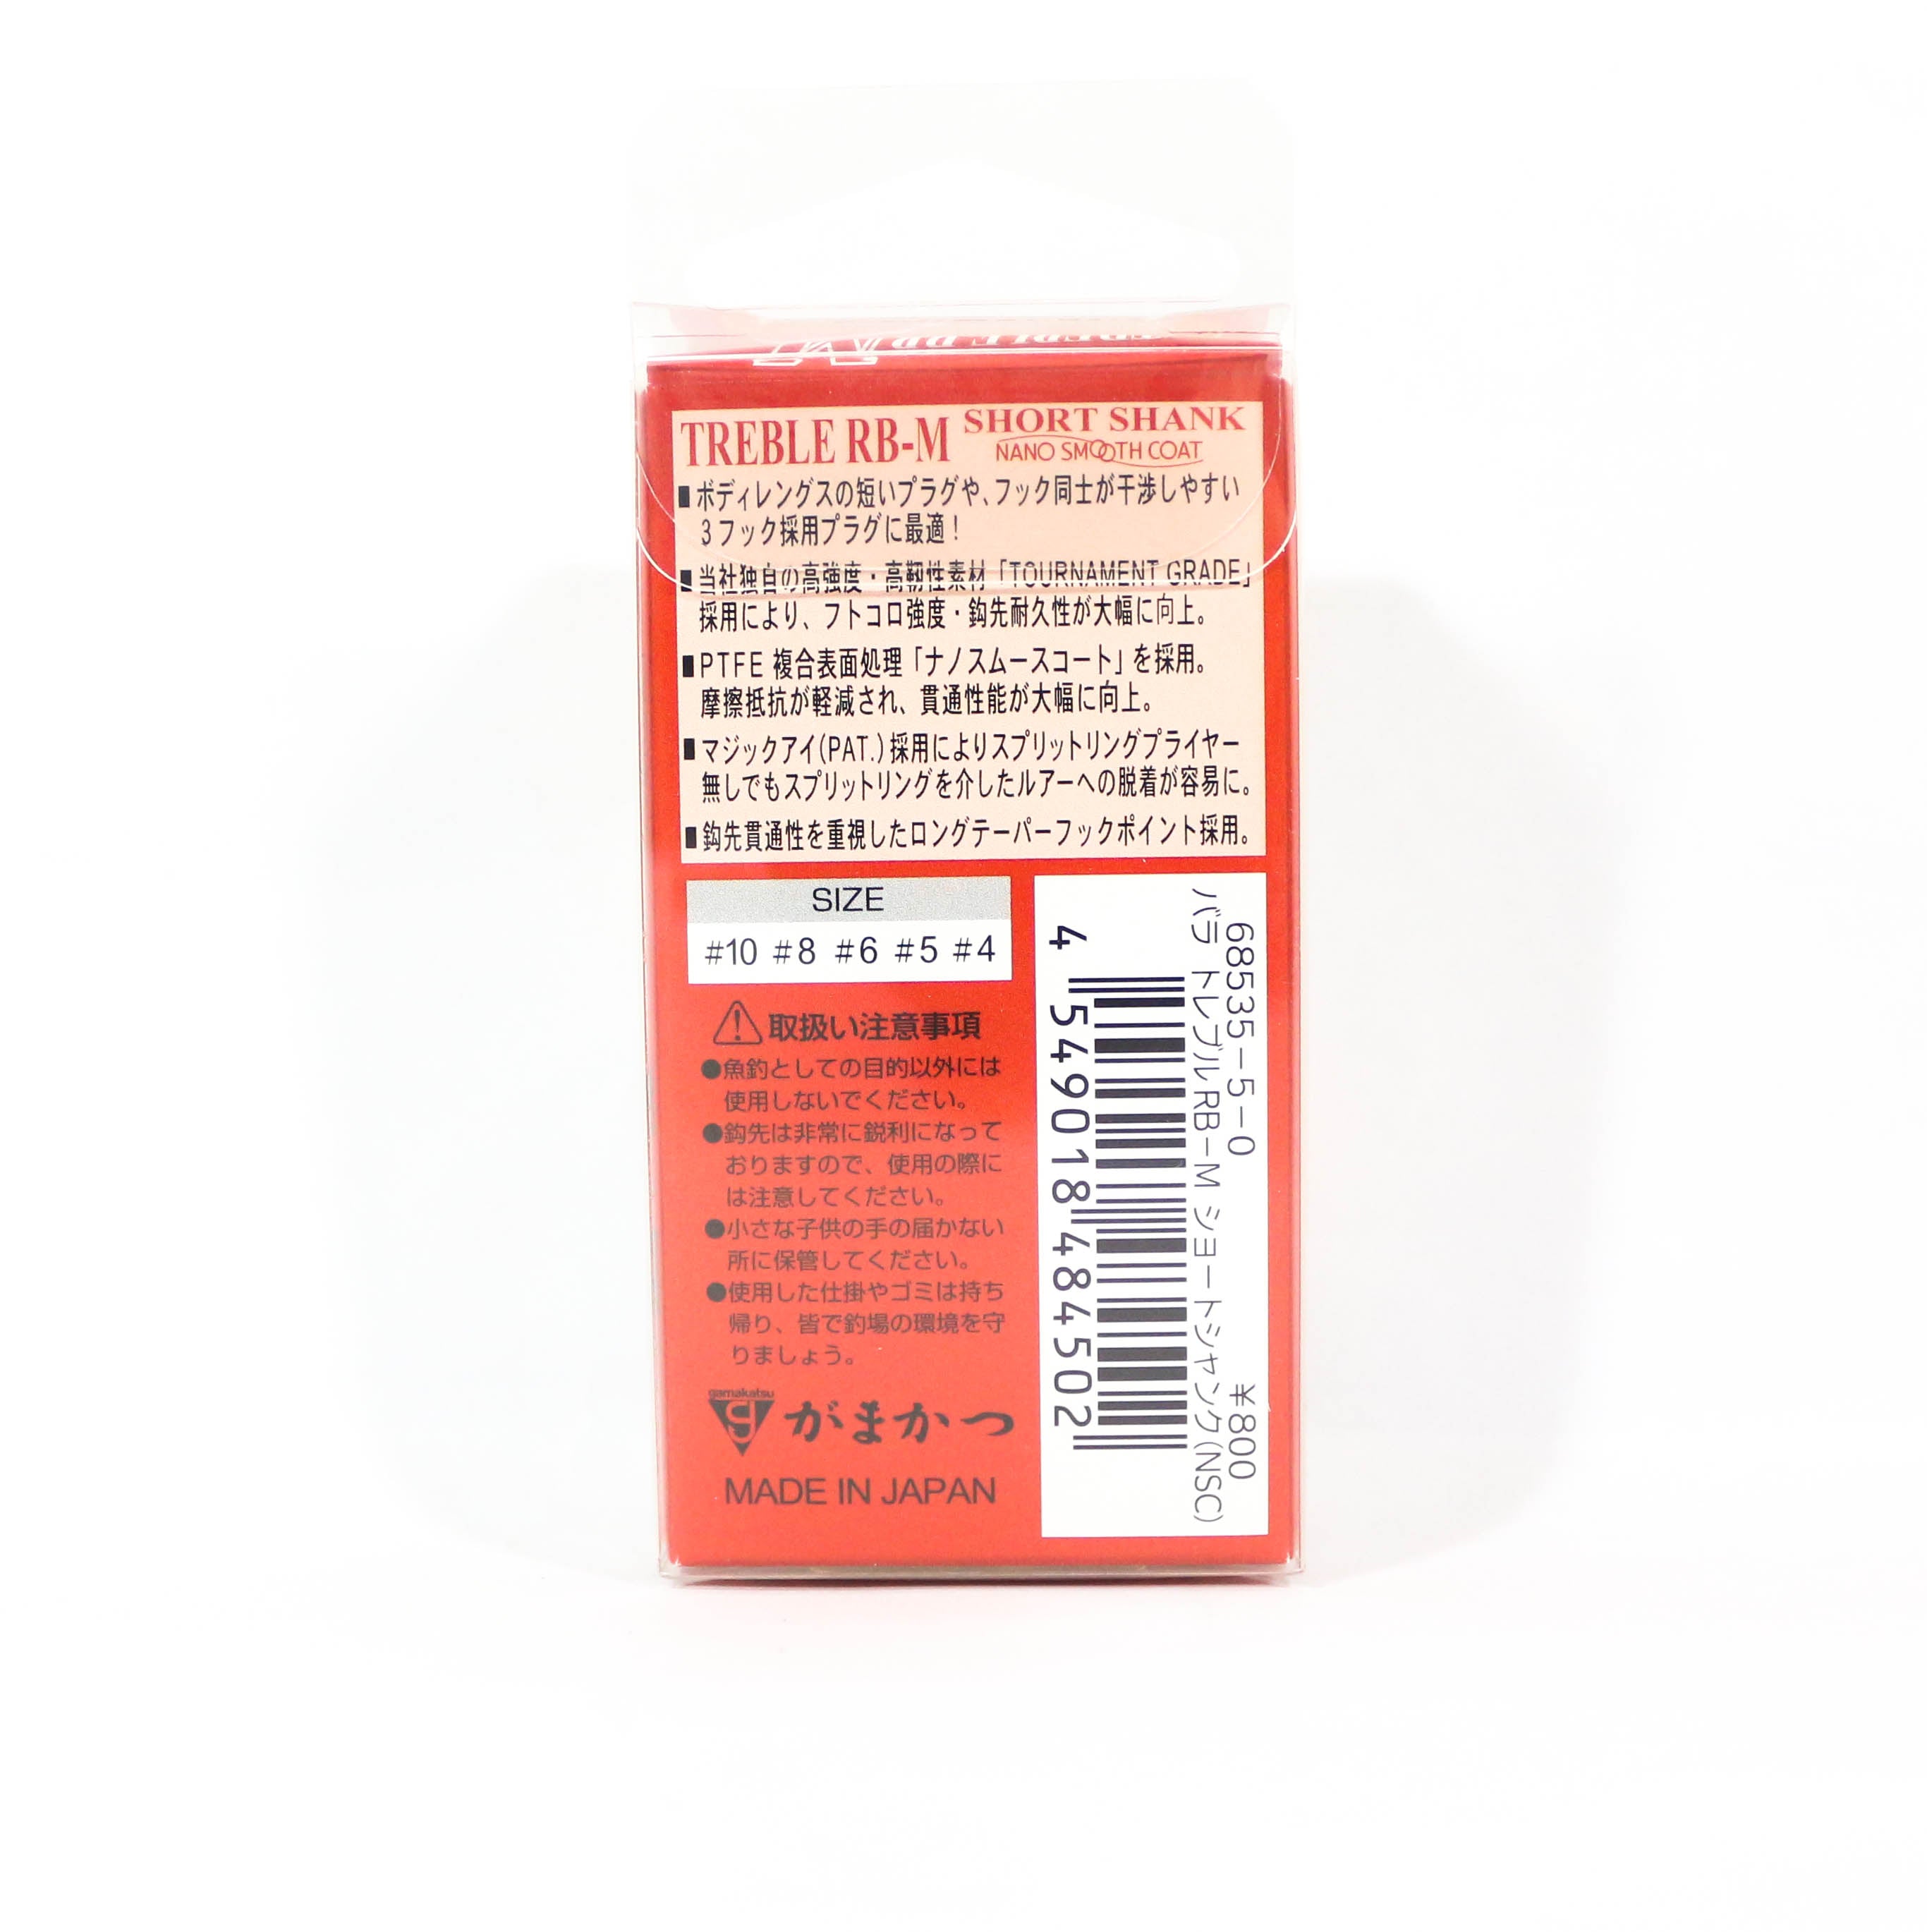 TREBLE RB-M SHORT SHANK
NANO SMOOTH COAT
■ボディレングスの短いプラグや、フック同士が干渉しやすい
3フック採用プラグに最適！
■当社独自の高強度・高靭性素材「TOURNAMENT GRADE」
採用により、フトコロ強度・鈎先耐久性が大幅に向上。
■PTFE 複合表面処理「ナノスムースコート」を採用。
摩擦抵抗が軽減され、貫通性能が大幅に向上。
■マジックアイ(PAT.)採用によりスプリットリングプライヤー
無しでもスプリットリングを介したルアーへの脱着が容易に。
■鈎先貫通性を重視したロングテーパーフックポイント採用。
SIZE
#10 #8 #6 #5 #4
取扱い注意事項
●魚釣としての目的以外には
使用しないでください。
●鈎先は非常に鋭利になって
おりますので、使用の際に
は注意してください。
●小さな子供の手の届かない
所に保管してください。
●使用した仕掛やゴミは持ち
帰り、皆で釣場の環境を守
りましょう。
gamakatsu
がまかつ
MADE IN JAPAN
68535-5-0 ¥800
バラ トレブルRB-M ショートシャンク(NSC)
4 549018 484502